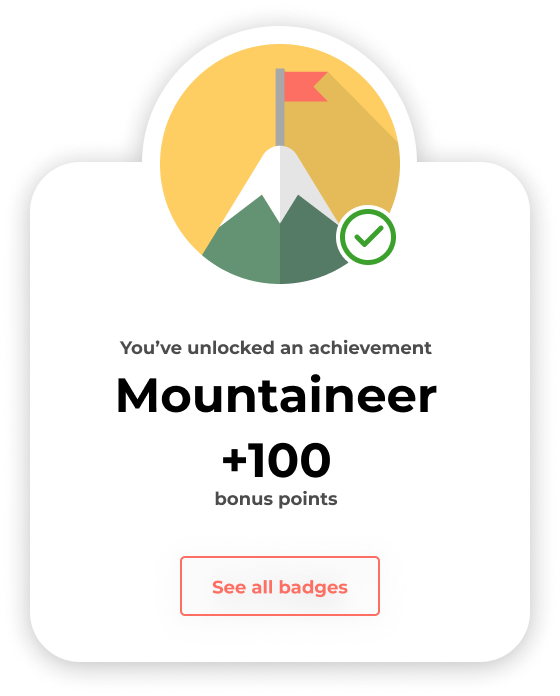 You’ve unlocked an achievement
Mountaineer
+100
bonus points
See all badges